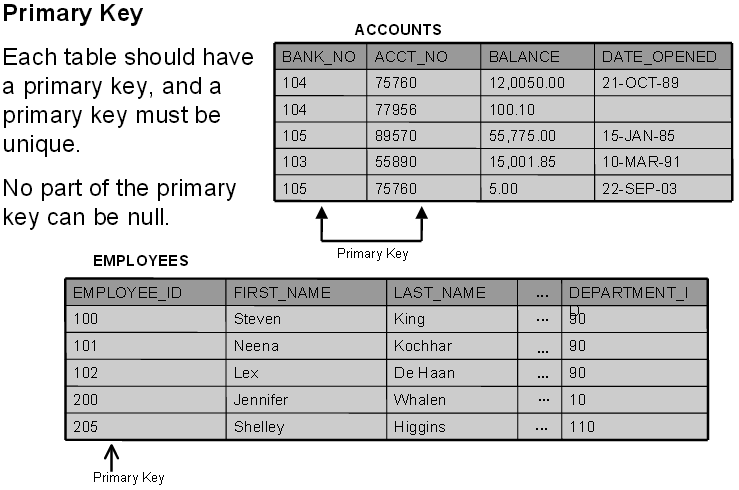 Primary Key
Each table should have
a primary key, and a
primary key must be
unique.
No part of the primary
key can be null.
ACCOUNTS
BANK_NO ACCT_NO BALANCE DATE_OPENED
104 75760 12,0050.00 21-OCT-89
104 77956 100.10
105 89570 55,775.00 15-JAN-85
103 55890 15,001.85 10-MAR-91
105 75760 5.00 22-SEP-03
Primary Key
EMPLOYEES
EMPLOYEE_ID FIRST_NAME LAST_NAME ... DEPARTMENT_I
D
100 Steven King ... 90
101 Neena Kochhar ... 90
102 Lex De Haan ... 90
200 Jennifer Whalen ... 10
205 Shelley Higgins ... 110
Primary Key